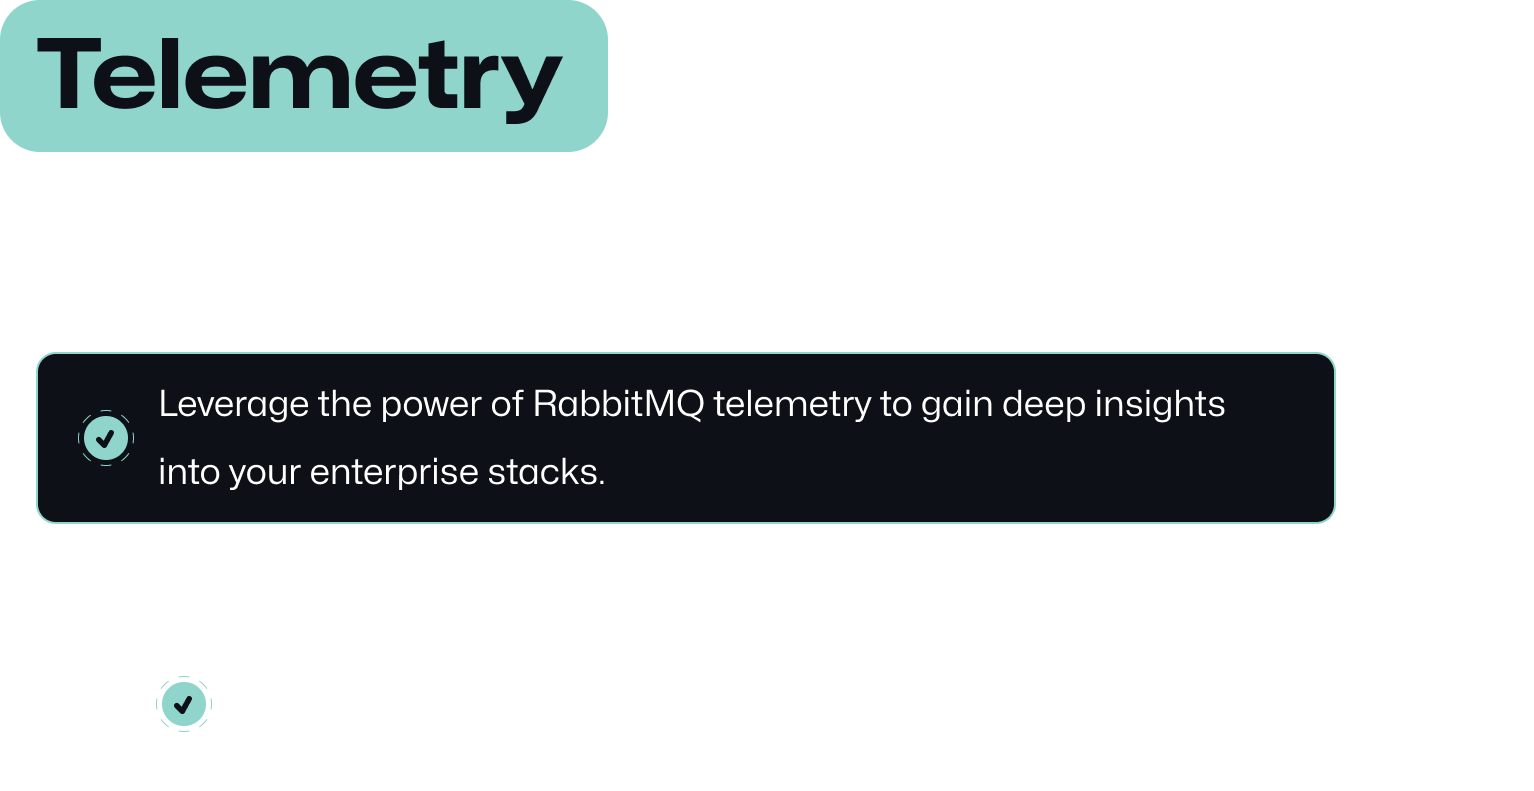 Telemetry
Leverage the power of RabbitMQ telemetry to gain deep insights
into your enterprise stacks.